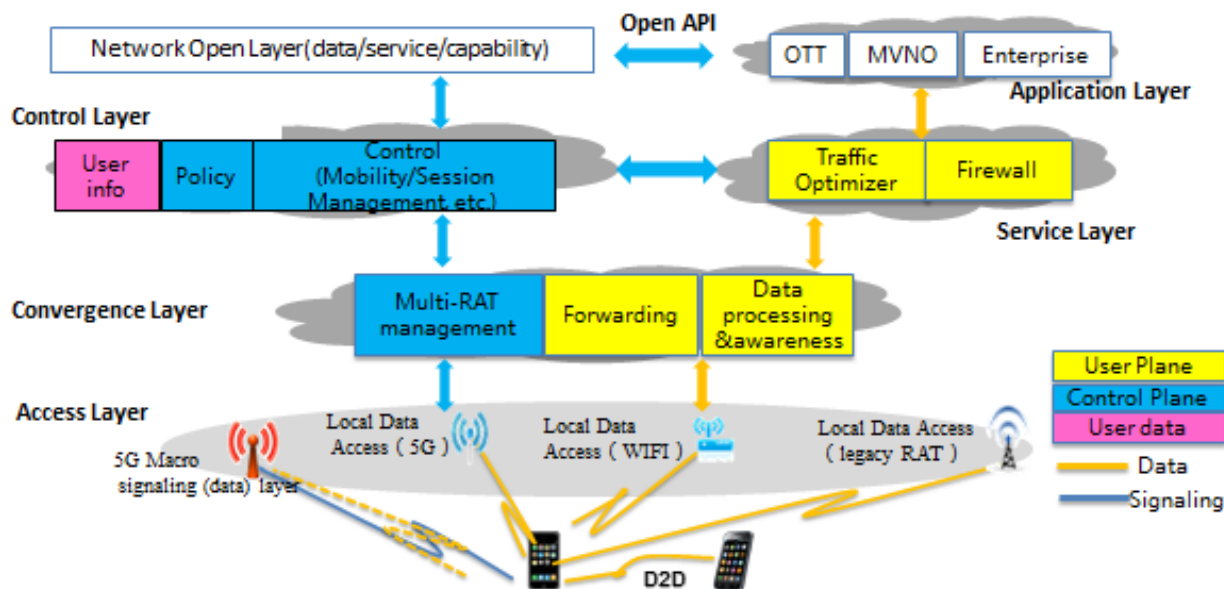 Open API
Network Open Layer(data/service/capability)
OTT
MVNO
Enterprise
Application Layer
Control Layer
User
info
Policy
Control
(Mobility/Session
Management, etc.)
Traffic
Optimizer
Firewall
Service Layer
Convergence Layer
Multi-RAT
management
Forwarding
Data
processing
&awareness
User Plane
Control Plane
User data
Data
Signaling
Access Layer
Local Data
Access（5G）
Local Data
Access（WIFI）
Local Data Access
（legacy RAT）
5G Macro
signaling (data) layer
D2D